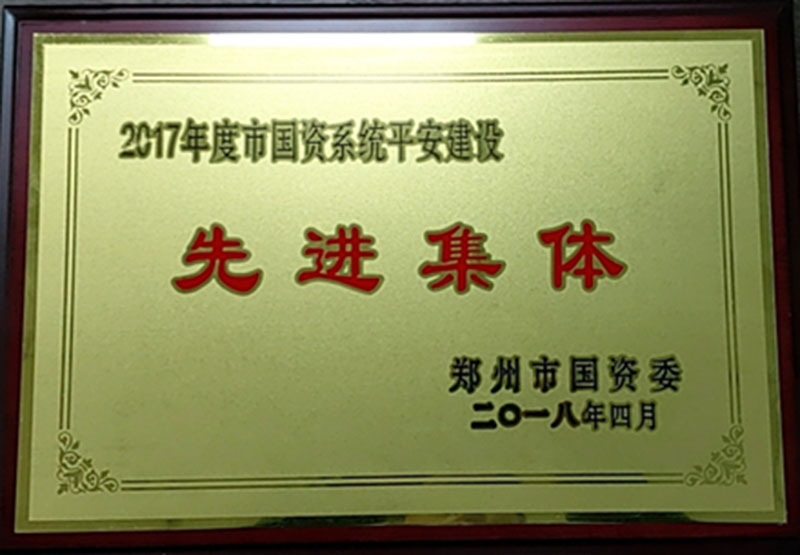 2017年度市国资系统平安建设
先进集体
郑州市国资委
二〇一八年四月